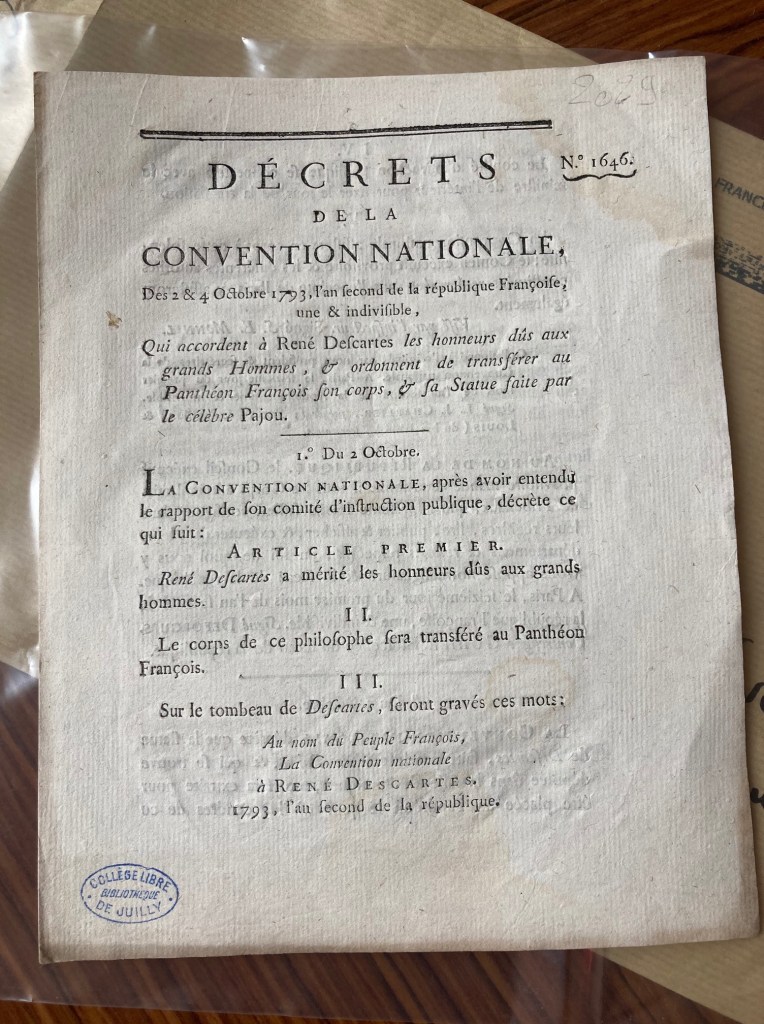 2089
DÉCRETS
N.° 1646.
DE LA
CONVENTION NATIONALE,
Des 2 & 4 Octobre 1793, l'an ſecond de la république Françoiſe,
une & indiviſible,
Qui accordent à René Deſcartes les honneurs dûs aux
grands Hommes, & ordonnent de transférer au
Panthéon François ſon corps, & ſa Statue faite par
le célèbre Pajou.
1.° Du 2 Octobre.
LA CONVENTION NATIONALE, après avoir entendu
le rapport de ſon comité d'inſtruction publique, décrète ce
qui ſuit:
ARTICLE PREMIER.
René Deſcartes a mérité les honneurs dûs aux grands
hommes.
II.
Le corps de ce philoſophe ſera transféré au Panthéon
François.
III.
Sur le tombeau de Deſcartes, ſeront gravés ces mots:
Au nom du Peuple François,
La Convention nationale
à RENÉ DESCARTES.
1793, l'an ſecond de la république.
COLLÈGE LIBRE
BIBLIOTHÈQUE
DE JUILLY
FRANC